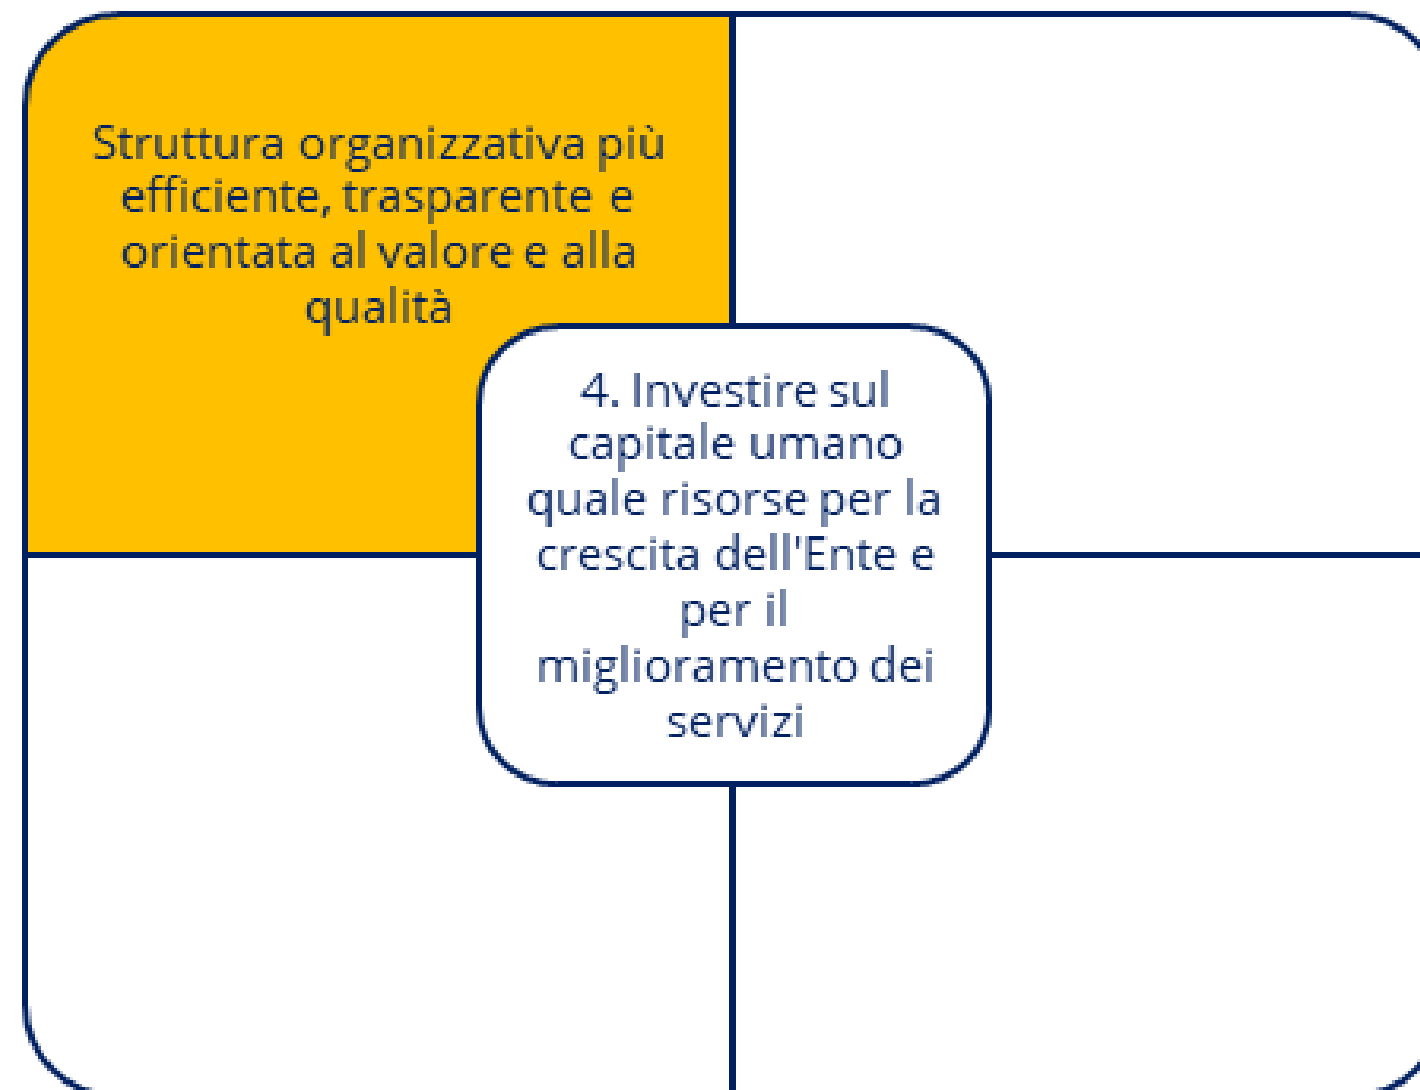 Struttura organizzativa più
efficiente, trasparente e
orientata al valore e alla
qualità
4. Investire sul
capitale umano
quale risorse per la
crescita dell'Ente e
per il
miglioramento dei
servizi